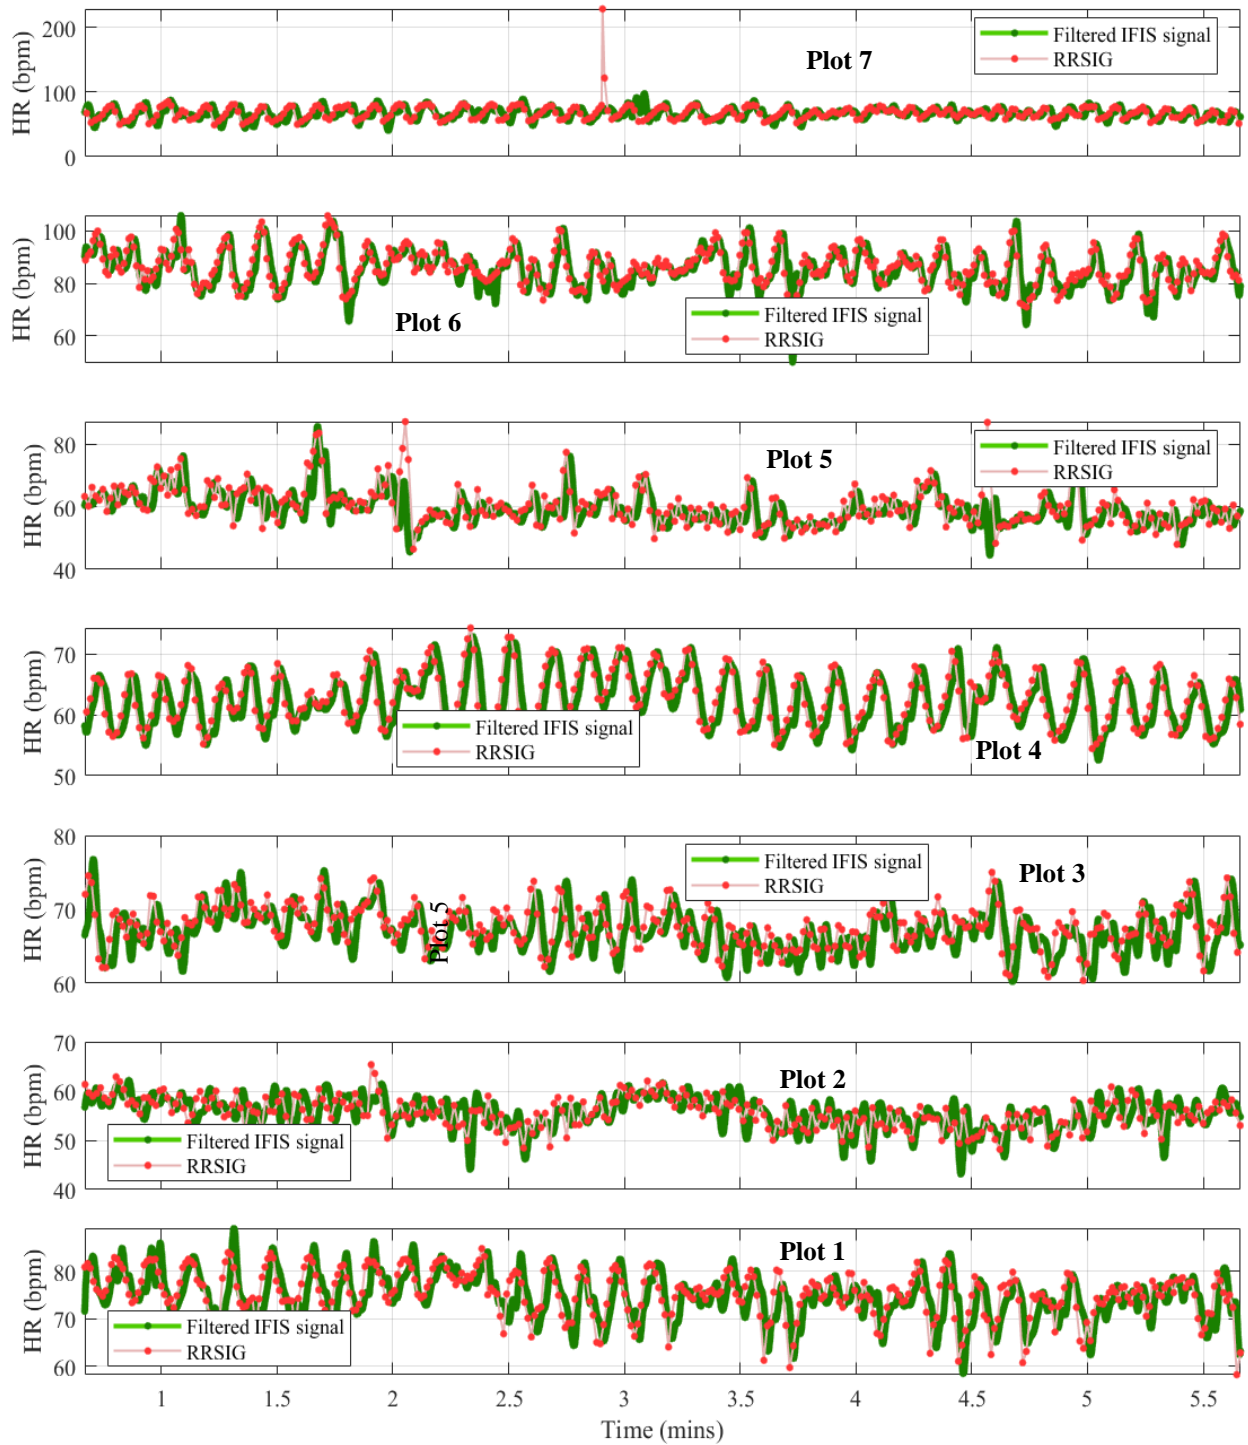 HR (bpm)
200
100
0
Plot 7
Filtered IFIS signal
RRSIG
HR (bpm)
100
80
60
Plot 6
Filtered IFIS signal
RRSIG
HR (bpm)
80
60
40
Plot 5
Filtered IFIS signal
RRSIG
HR (bpm)
70
60
50
Filtered IFIS signal
RRSIG
Plot 4
HR (bpm)
80
70
60
Plot 5
Filtered IFIS signal
RRSIG
Plot 3
HR (bpm)
70
60
50
40
Filtered IFIS signal
RRSIG
Plot 2
HR (bpm)
80
70
60
Filtered IFIS signal
RRSIG
Plot 1
1 1.5 2 2.5 3 3.5 4 4.5 5 5.5
Time (mins)